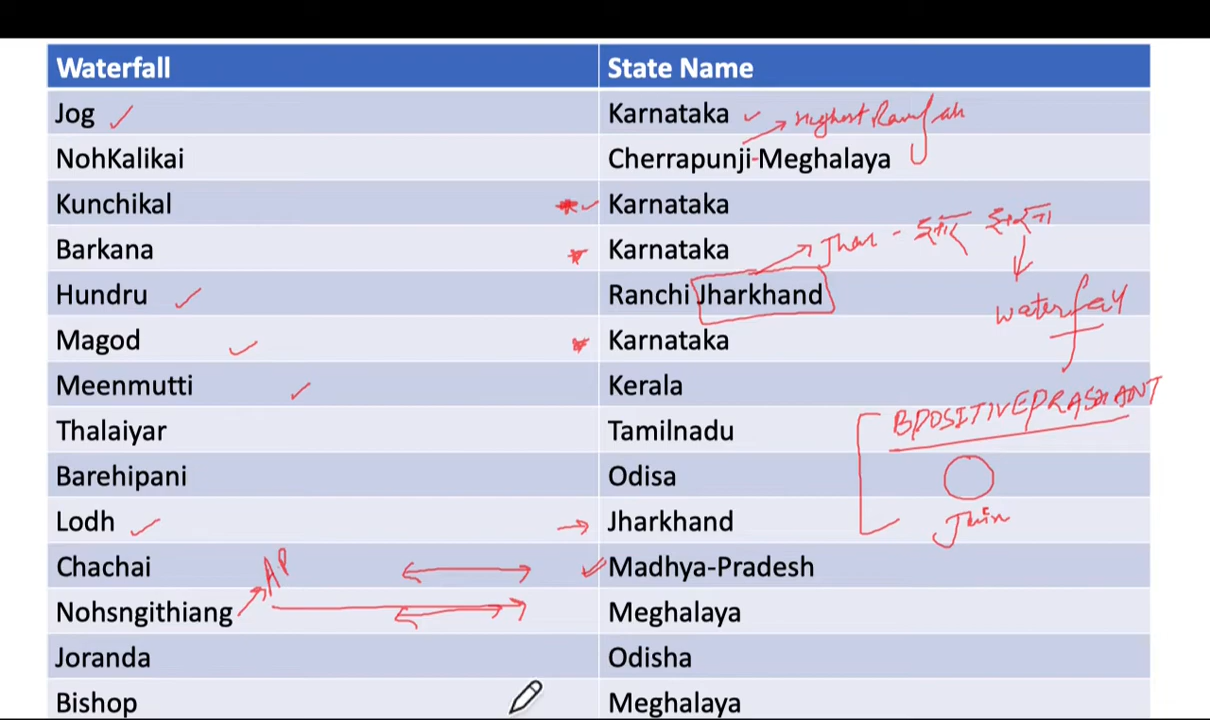 Waterfall State Name
Jog Karnataka Highest Rainfall
NohKalikai Cherrapunji-Meghalaya
Kunchikal Karnataka
Barkana Karnataka Jhar - झार झरना
Hundru Ranchi Jharkhand waterfall
Magod Karnataka
Meenmutti Kerala
BPOSITIVEPRASHANT
Thalaiyar Tamilnadu
Barehipani Odisa
Lodh Jharkhand Join
Chachai Madhya-Pradesh
AP
Nohsngithiang Meghalaya
Joranda Odisha
Bishop Meghalaya